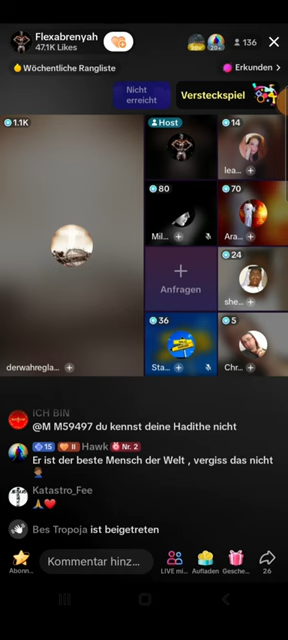 Flexabrenyah
47.1K Likes
136
Wöchentliche Rangliste
Erkunden >
Nicht
erreicht
Versteckspiel
1.1K
Host
14
lea...
80
Mil...
70
Ara...
+
Anfragen
24
she...
36
Sta...
5
Chr...
derwahregla...
ICH BIN
@M M59497 du kennst deine Hadithe nicht
15 II Hawk Nr. 2
Er ist der beste Mensch der Welt , vergiss das nicht
Katastro_Fee
🙏❤️
Bes Tropoja ist beigetreten
Kommentar hinz...
Abonn...
LIVE mi...
Aufladen
Gesche...
26